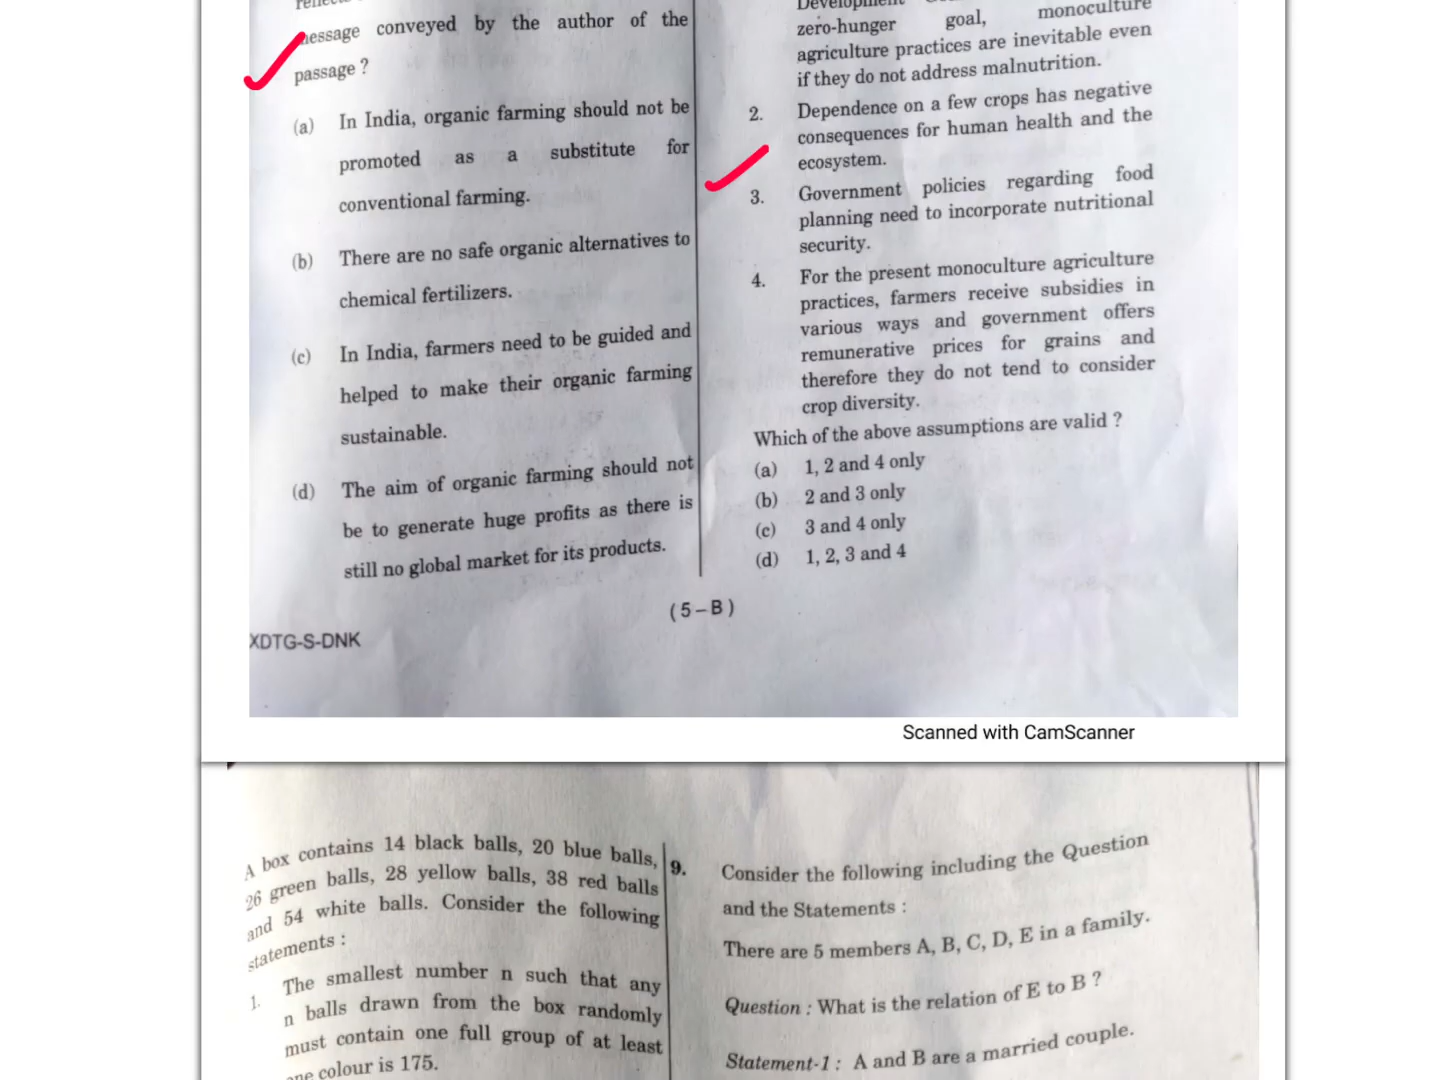 message conveyed by the author of the
passage ?
(a) In India, organic farming should not be
promoted as a substitute for
conventional farming.
(b) There are no safe organic alternatives to
chemical fertilizers.
(c) In India, farmers need to be guided and
helped to make their organic farming
sustainable.
(d) The aim of organic farming should not
be to generate huge profits as there is
still no global market for its products.
Development
zero-hunger goal, monoculture
agriculture practices are inevitable even
if they do not address malnutrition.
2. Dependence on a few crops has negative
consequences for human health and the
ecosystem.
3. Government policies regarding food
planning need to incorporate nutritional
security.
4. For the present monoculture agriculture
practices, farmers receive subsidies in
various ways and government offers
remunerative prices for grains and
therefore they do not tend to consider
crop diversity.
Which of the above assumptions are valid ?
(a) 1, 2 and 4 only
(b) 2 and 3 only
(c) 3 and 4 only
(d) 1, 2, 3 and 4
( 5 – B )
XDTG-S-DNK
Scanned with CamScanner
A box contains 14 black balls, 20 blue balls,
26 green balls, 28 yellow balls, 38 red balls
and 54 white balls. Consider the following
statements :
1. The smallest number n such that any
n balls drawn from the box randomly
must contain one full group of at least
one colour is 175.
9. Consider the following including the Question
and the Statements :
There are 5 members A, B, C, D, E in a family.
Question : What is the relation of E to B ?
Statement-1 : A and B are a married couple.